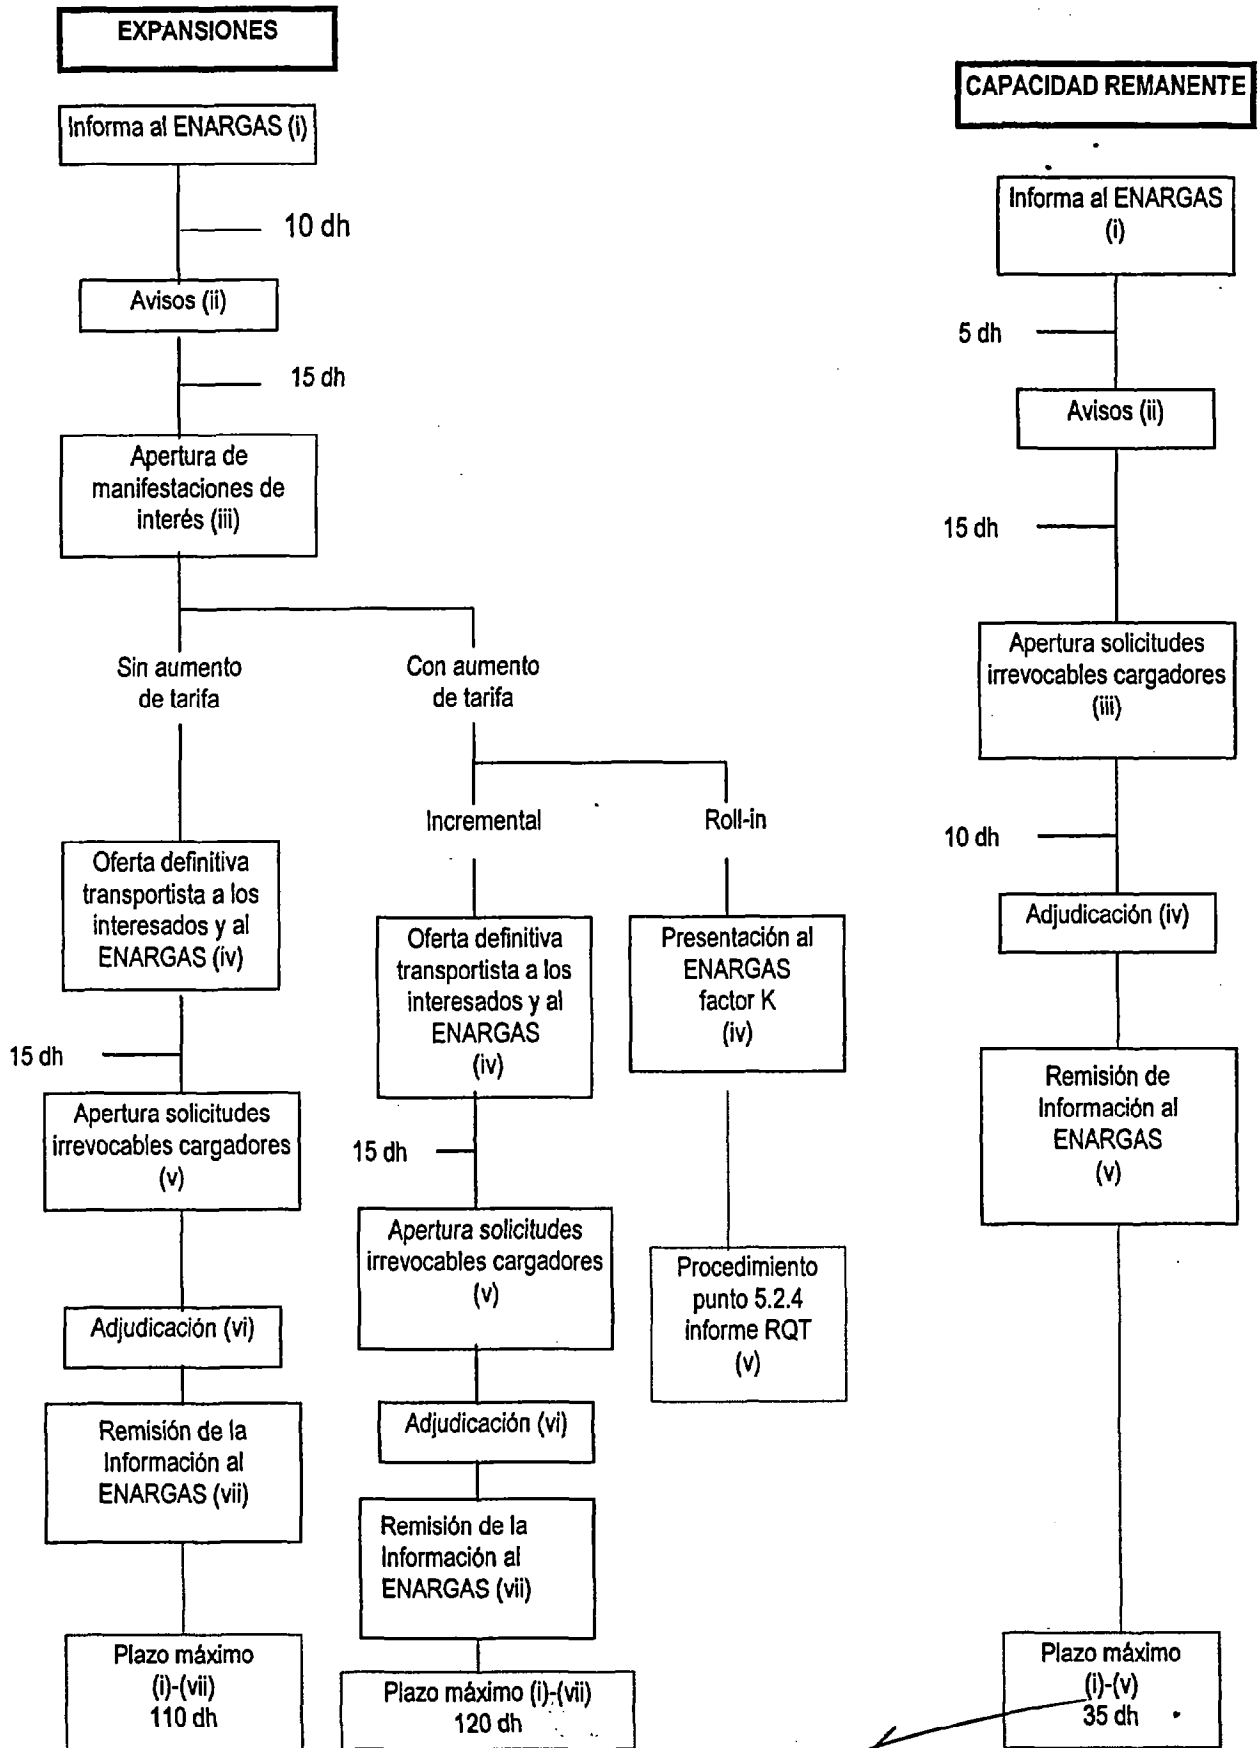 EXPANSIONES
Informa al ENARGAS (i)
10 dh
Avisos (ii)
15 dh
Apertura de
manifestaciones de
interés (iii)
Sin aumento
de tarifa
Con aumento
de tarifa
Incremental
Roll-in
Oferta definitiva
transportista a los
interesados y al
ENARGAS (iv)
15 dh
Apertura solicitudes
irrevocables cargadores
(v)
Adjudicación (vi)
Remisión de la
Información al
ENARGAS (vii)
Plazo máximo
(i)-(vii)
110 dh
Oferta definitiva
transportista a los
interesados y al
ENARGAS
(iv)
15 dh
Apertura solicitudes
irrevocables cargadores
(v)
Adjudicación (vi)
Remisión de la
Información al
ENARGAS (vii)
Plazo máximo (i)-(vii)
120 dh
Presentación al
ENARGAS
factor K
(iv)
Procedimiento
punto 5.2.4
informe RQT
(v)
CAPACIDAD REMANENTE
Informa al ENARGAS
(i)
5 dh
Avisos (ii)
15 dh
Apertura solicitudes
irrevocables cargadores
(iii)
10 dh
Adjudicación (iv)
Remisión de
Información al
ENARGAS
(v)
Plazo máximo
(i)-(v)
35 dh